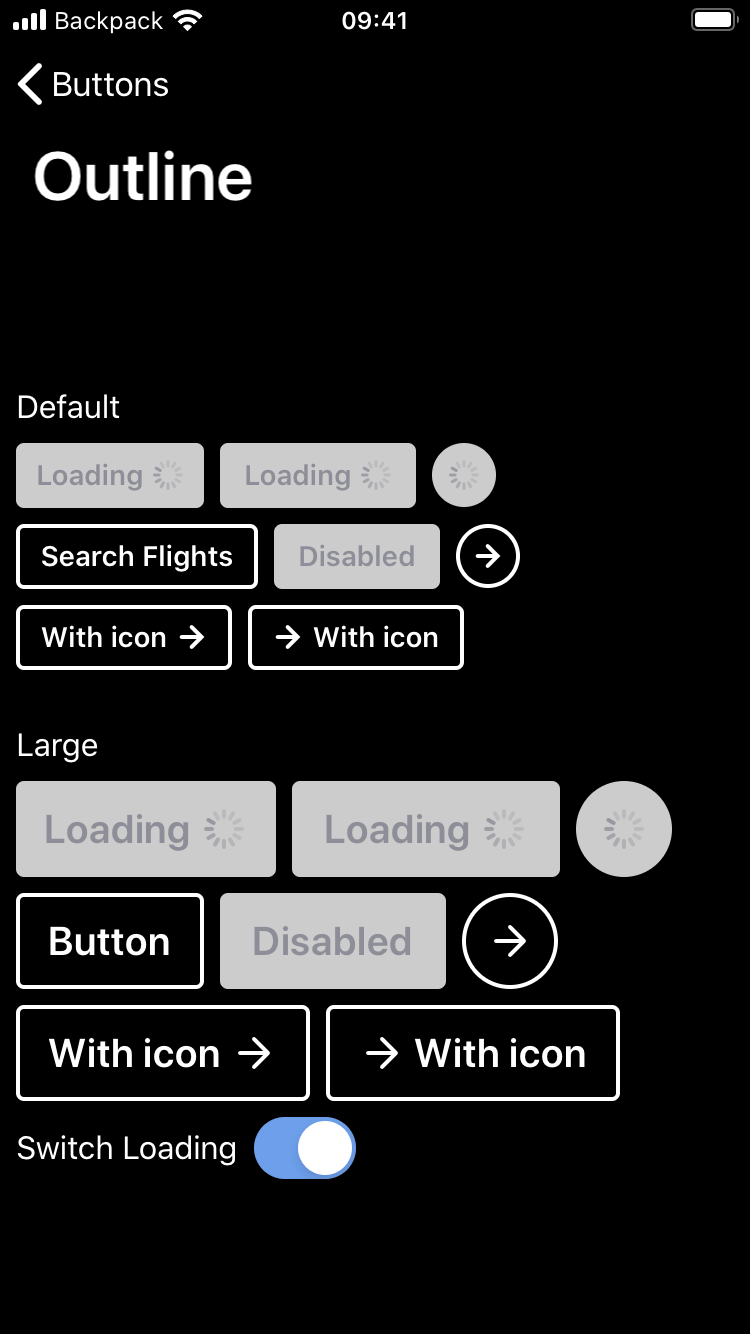 Backpack 09:41
Buttons
Outline
Default
Loading Loading
Search Flights Disabled
With icon With icon
Large
Loading Loading
Button Disabled
With icon With icon
Switch Loading